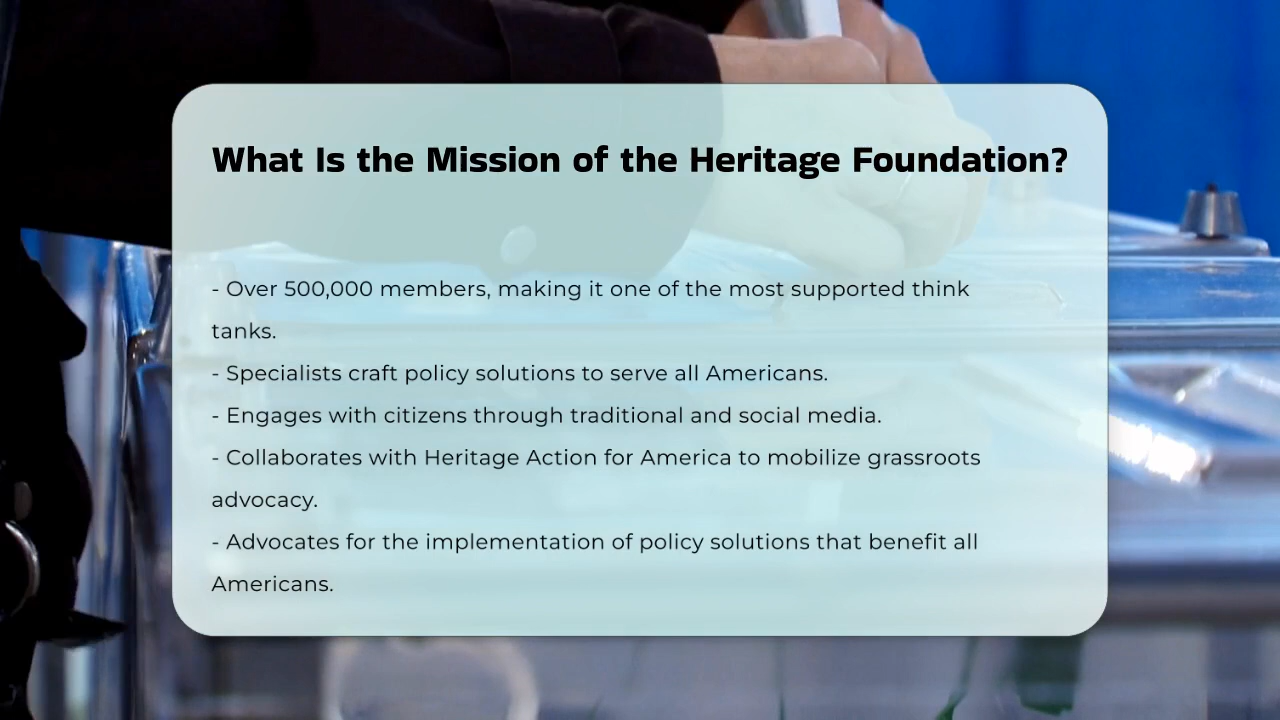 What Is the Mission of the Heritage Foundation?
- Over 500,000 members, making it one of the most supported think
tanks.
- Specialists craft policy solutions to serve all Americans.
- Engages with citizens through traditional and social media.
- Collaborates with Heritage Action for America to mobilize grassroots
advocacy.
- Advocates for the implementation of policy solutions that benefit all
Americans.